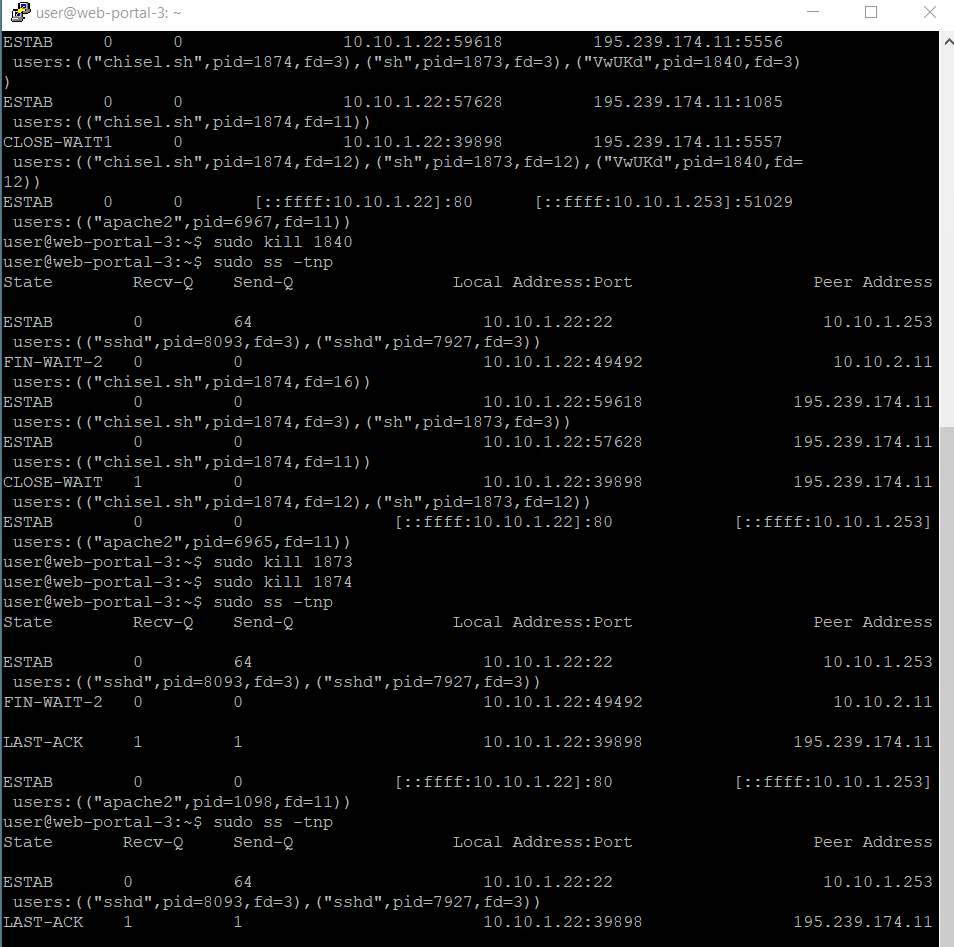 user@web-portal-3: ~
ESTAB 0 0 10.10.1.22:59618 195.239.174.11:5556
users:(("chisel.sh",pid=1874,fd=3),("sh",pid=1873,fd=3),("VwUKd",pid=1840,fd=3)
)
ESTAB 0 0 10.10.1.22:57628 195.239.174.11:1085
users:(("chisel.sh",pid=1874,fd=11))
CLOSE-WAIT1 0 10.10.1.22:39898 195.239.174.11:5557
users:(("chisel.sh",pid=1874,fd=12),("sh",pid=1873,fd=12),("VwUKd",pid=1840,fd=
12))
ESTAB 0 0 [::ffff:10.10.1.22]:80 [::ffff:10.10.1.253]:51029
users:(("apache2",pid=6967,fd=11))
user@web-portal-3:~$ sudo kill 1840
user@web-portal-3:~$ sudo ss -tnp
State Recv-Q Send-Q Local Address:Port Peer Address
ESTAB 0 64 10.10.1.22:22 10.10.1.253
users:(("sshd",pid=8093,fd=3),("sshd",pid=7927,fd=3))
FIN-WAIT-2 0 0 10.10.1.22:49492 10.10.2.11
users:(("chisel.sh",pid=1874,fd=16))
ESTAB 0 0 10.10.1.22:59618 195.239.174.11
users:(("chisel.sh",pid=1874,fd=3),("sh",pid=1873,fd=3))
ESTAB 0 0 10.10.1.22:57628 195.239.174.11
users:(("chisel.sh",pid=1874,fd=11))
CLOSE-WAIT 1 0 10.10.1.22:39898 195.239.174.11
users:(("chisel.sh",pid=1874,fd=12),("sh",pid=1873,fd=12))
ESTAB 0 0 [::ffff:10.10.1.22]:80 [::ffff:10.10.1.253]
users:(("apache2",pid=6965,fd=11))
user@web-portal-3:~$ sudo kill 1873
user@web-portal-3:~$ sudo kill 1874
user@web-portal-3:~$ sudo ss -tnp
State Recv-Q Send-Q Local Address:Port Peer Address
ESTAB 0 64 10.10.1.22:22 10.10.1.253
users:(("sshd",pid=8093,fd=3),("sshd",pid=7927,fd=3))
FIN-WAIT-2 0 0 10.10.1.22:49492 10.10.2.11
LAST-ACK 1 1 10.10.1.22:39898 195.239.174.11
ESTAB 0 0 [::ffff:10.10.1.22]:80 [::ffff:10.10.1.253]
users:(("apache2",pid=1098,fd=11))
user@web-portal-3:~$ sudo ss -tnp
State Recv-Q Send-Q Local Address:Port Peer Address
ESTAB 0 64 10.10.1.22:22 10.10.1.253
users:(("sshd",pid=8093,fd=3),("sshd",pid=7927,fd=3))
LAST-ACK 1 1 10.10.1.22:39898 195.239.174.11